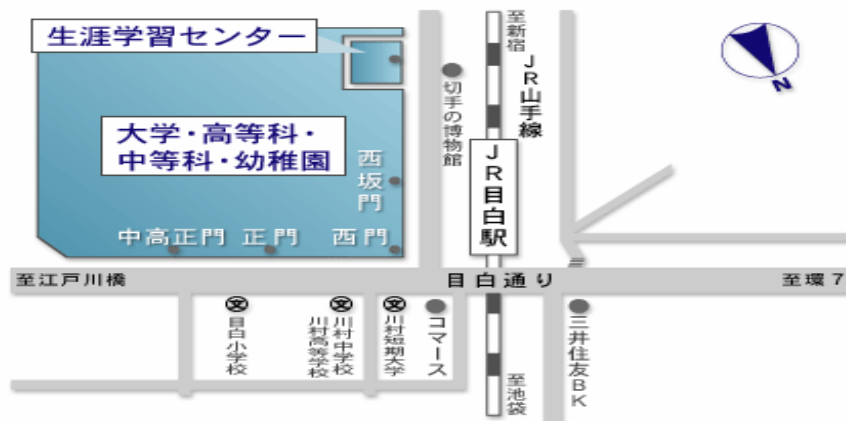 生涯学習センター
大学・高等科・
中等科・幼稚園
西坂門
中高正門
正門
西門
切手の博物館
至新宿
JR山手線
JR目白駅
N
至江戸川橋
目白通り
至環7
目白小学校
川村中学校
川村高等学校
川村短期大学
コマース
至池袋
三井住友BK